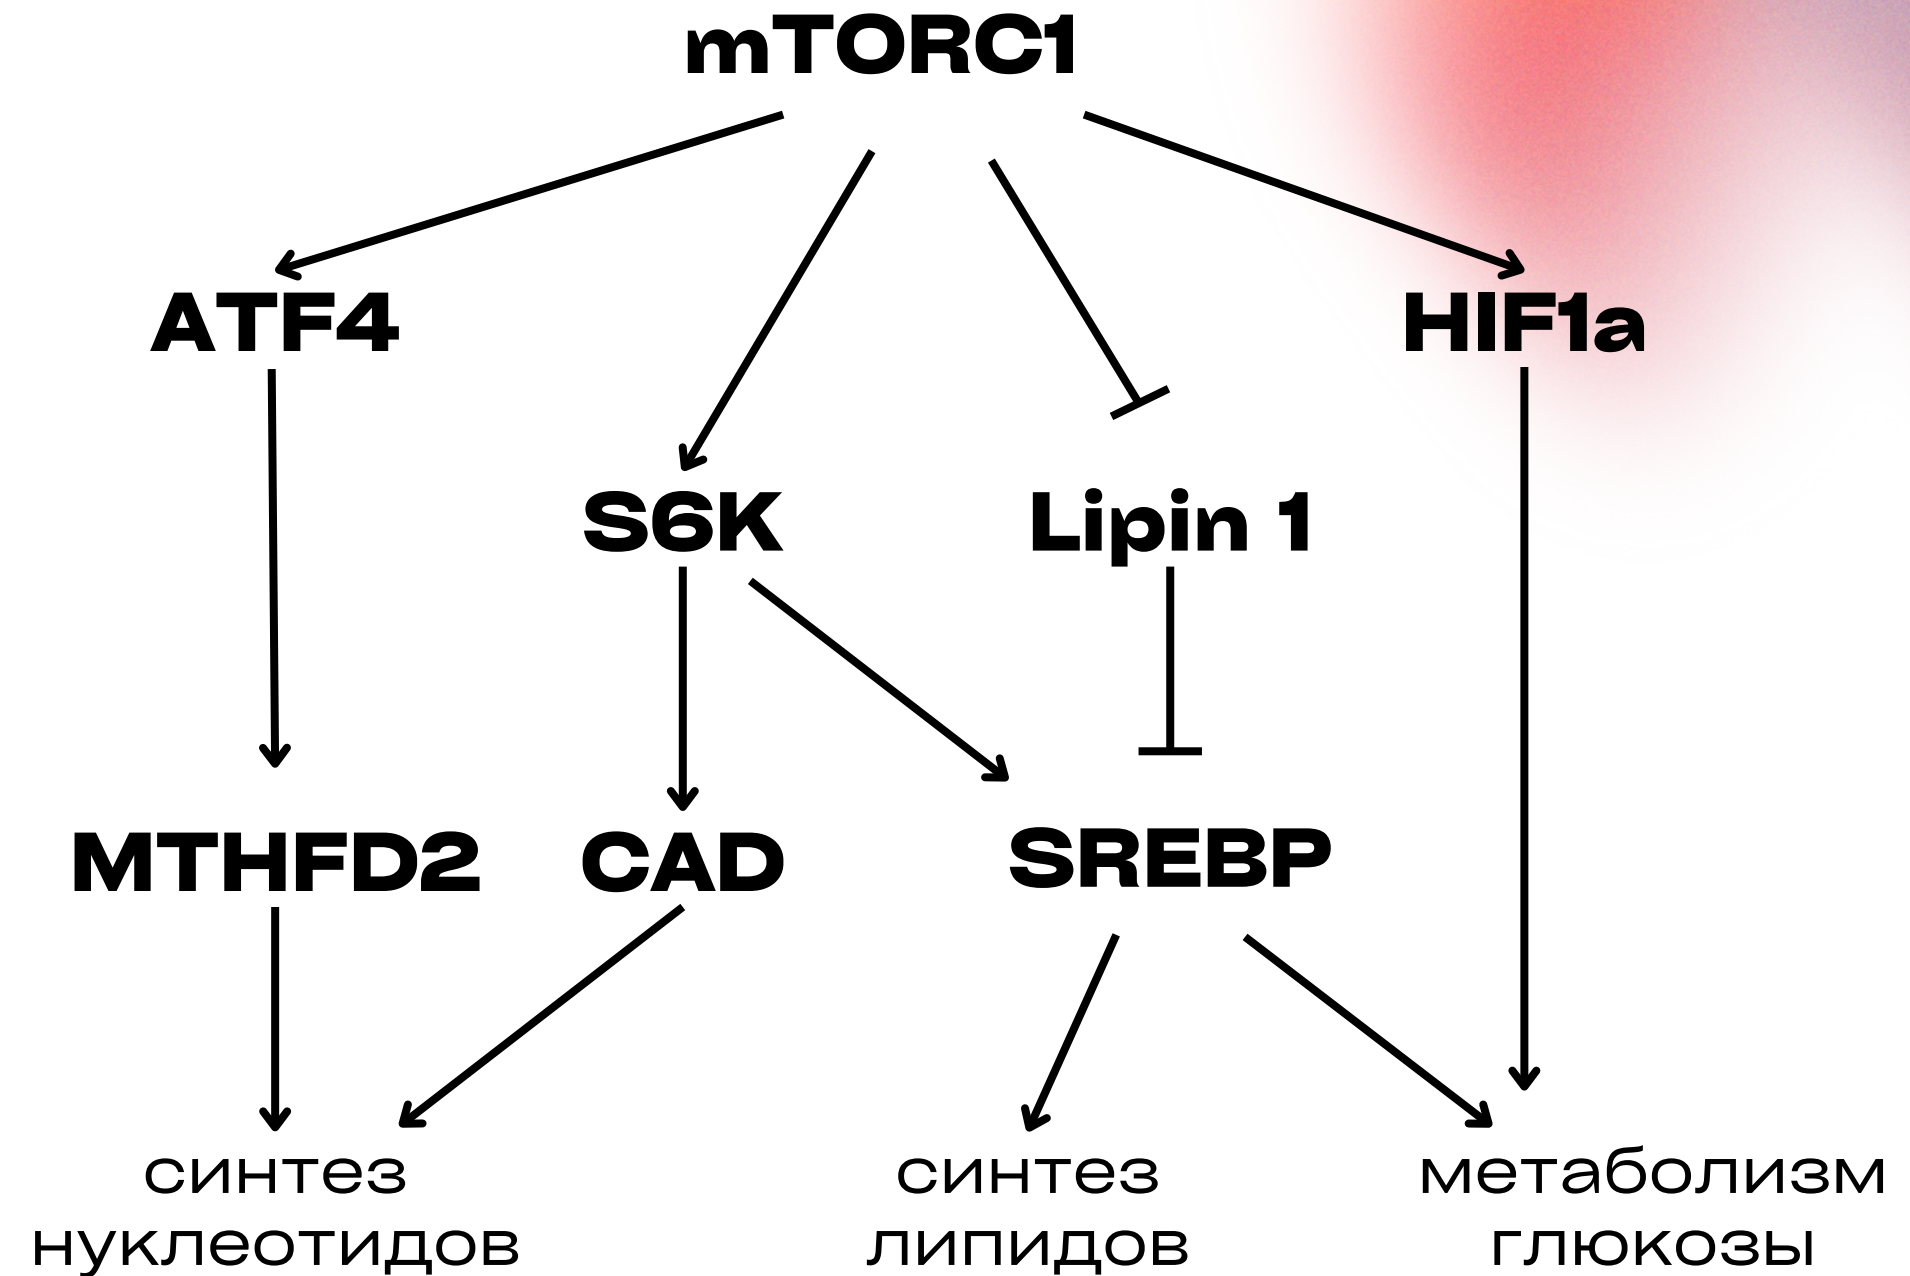 mTORC1
ATF4
HIF1a
S6K
Lipin 1
MTHFD2
CAD
SREBP
синтез
нуклеотидов
синтез
липидов
метаболизм
глюкозы